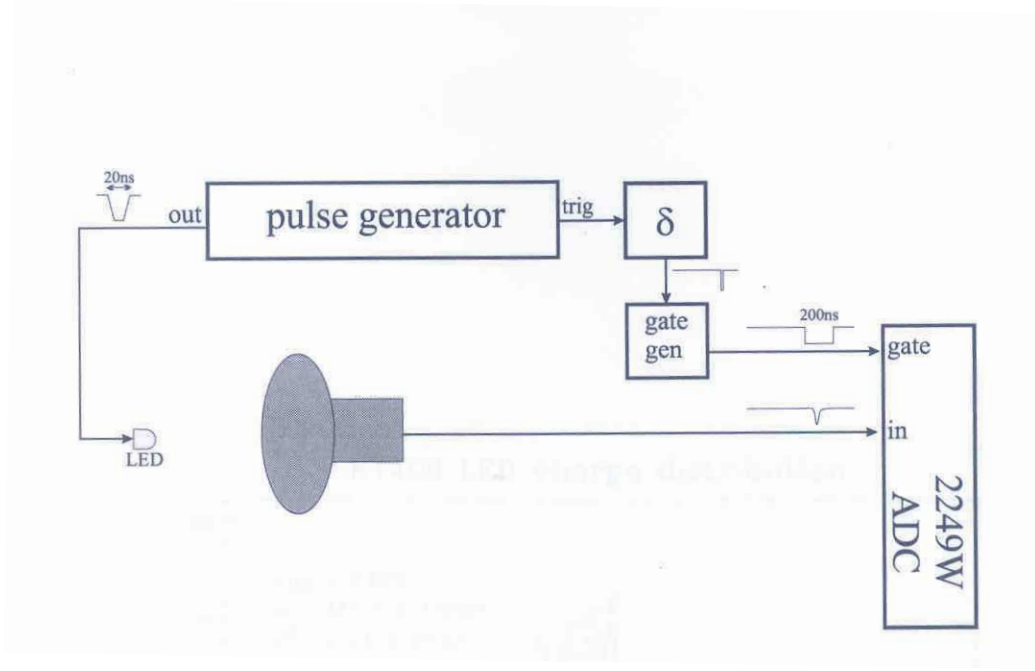 20ns
out
pulse generator
trig
δ
gate
gen
200ns
gate
in
LED
2249W
ADC